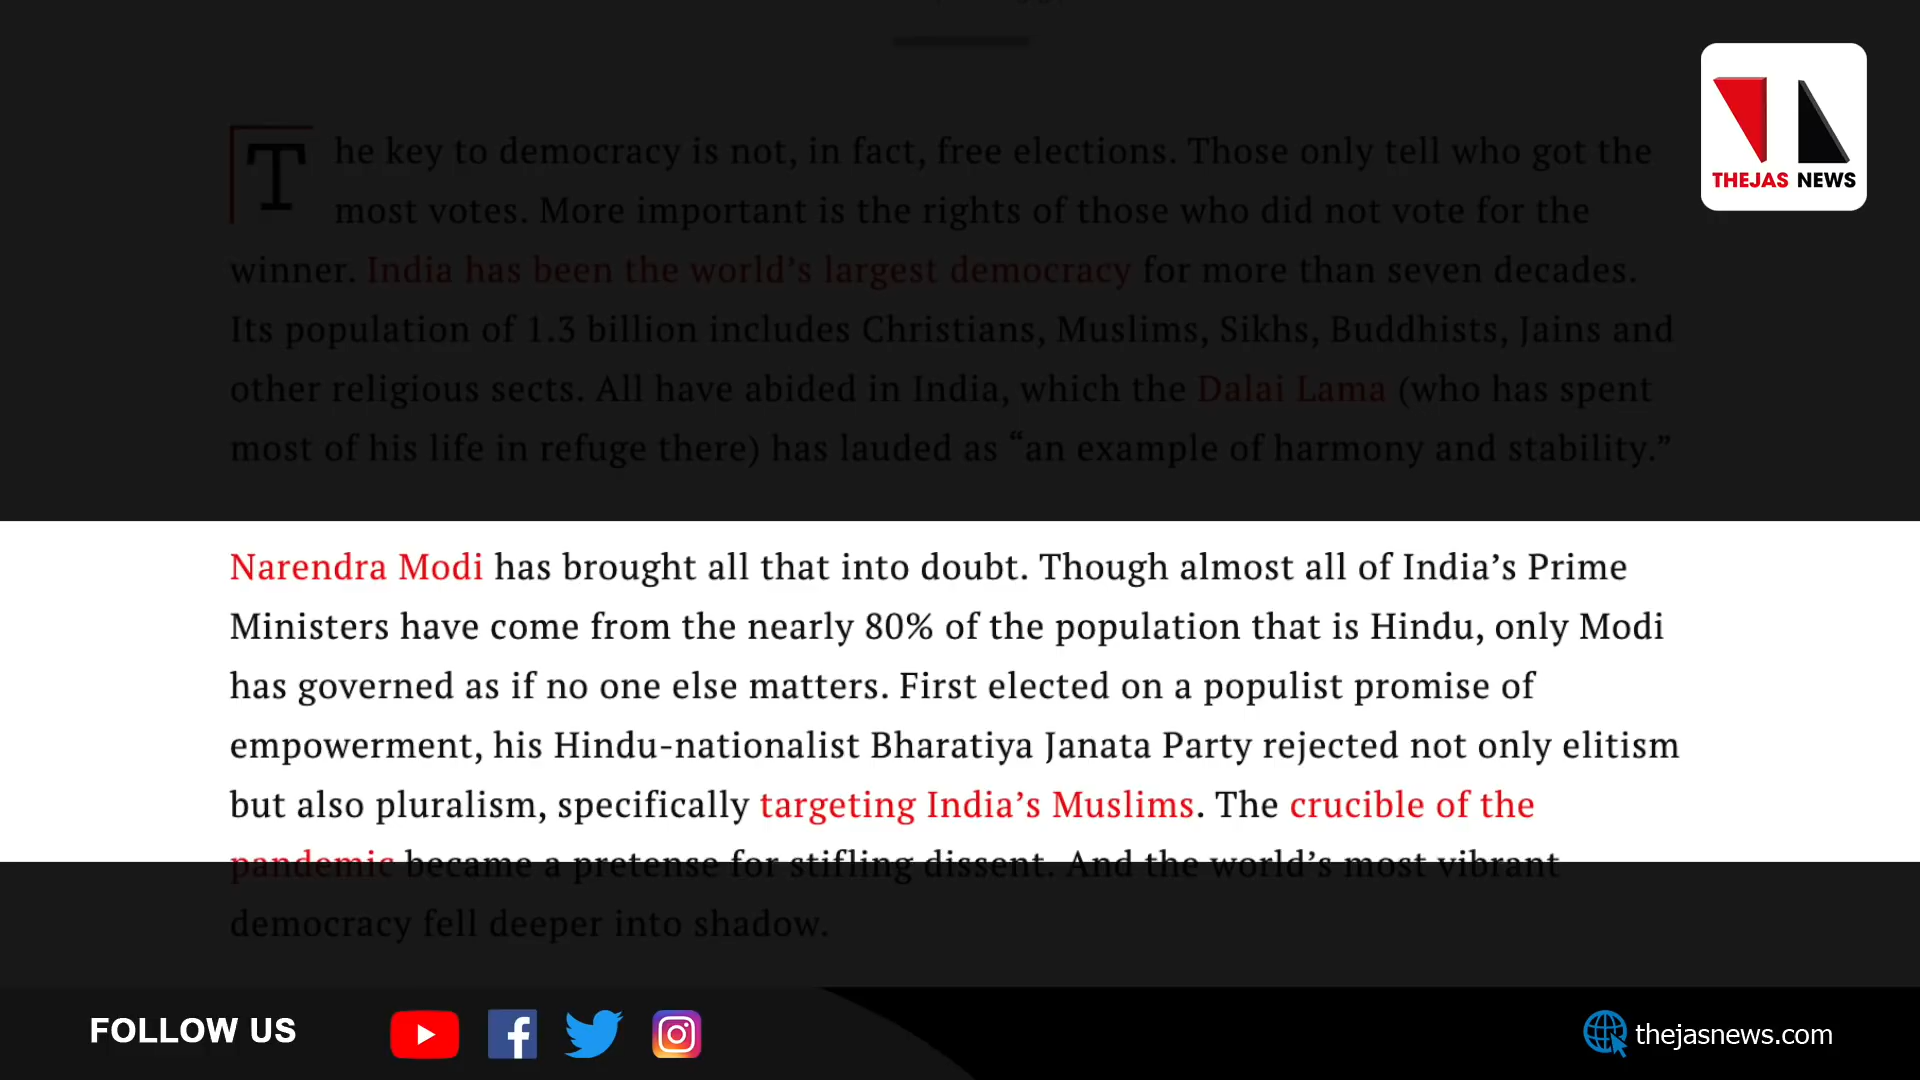 THEJAS NEWS
The key to democracy is not, in fact, free elections. Those only tell who got the
most votes. More important is the rights of those who did not vote for the
winner. India has been the world’s largest democracy for more than seven decades.
Its population of 1.3 billion includes Christians, Muslims, Sikhs, Buddhists, Jains and
other religious sects. All have abided in India, which the Dalai Lama (who has spent
most of his life in refuge there) has lauded as “an example of harmony and stability.”
Narendra Modi has brought all that into doubt. Though almost all of India’s Prime
Ministers have come from the nearly 80% of the population that is Hindu, only Modi
has governed as if no one else matters. First elected on a populist promise of
empowerment, his Hindu-nationalist Bharatiya Janata Party rejected not only elitism
but also pluralism, specifically targeting India’s Muslims. The crucible of the
pandemic became a pretense for stifling dissent. And the world’s most vibrant
democracy fell deeper into shadow.
FOLLOW US
thejasnews.com